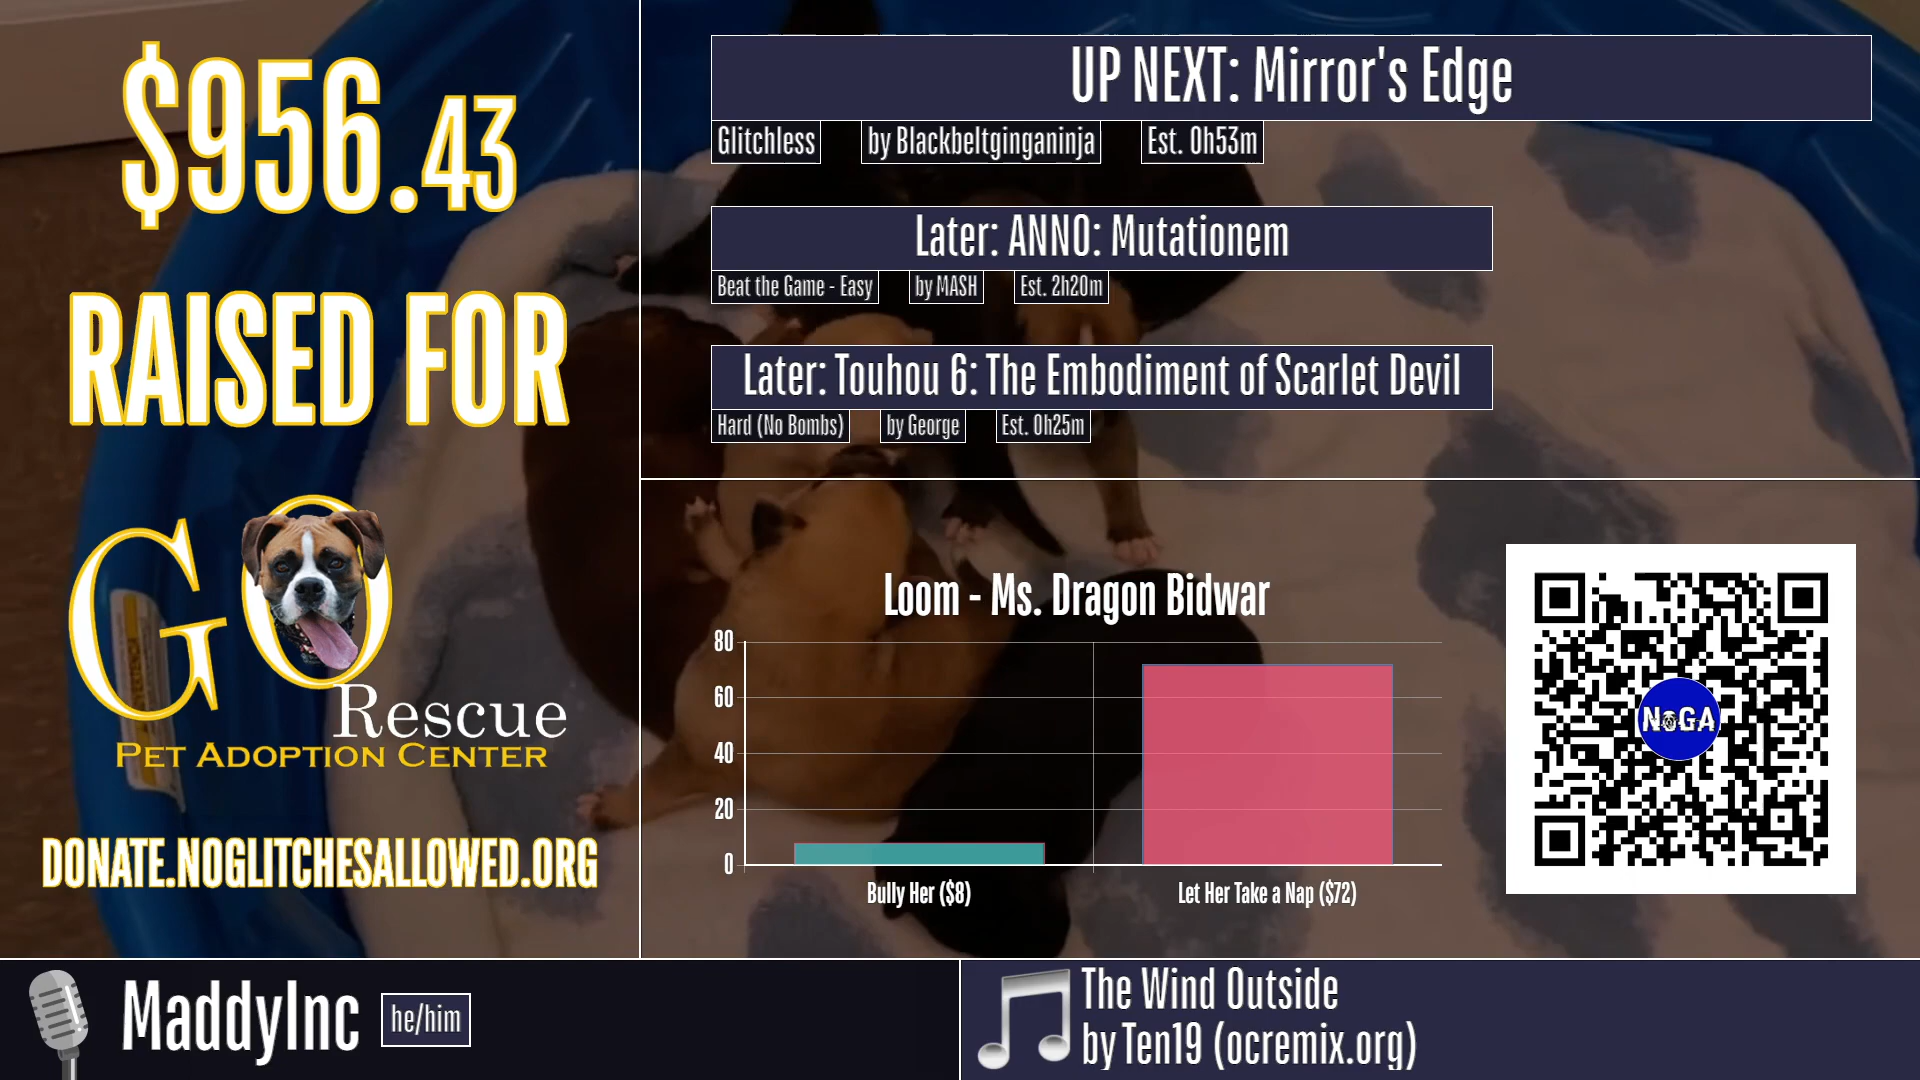 $956.43
RAISED FOR
GO
Rescue
PET ADOPTION CENTER
DONATE.NOGLITCHESALLOWED.ORG
UP NEXT: Mirror's Edge
Glitchless by Blackbeltginganinja Est. 0h53m
Later: ANNO: Mutationem
Beat the Game - Easy by MASH Est. 2h20m
Later: Touhou 6: The Embodiment of Scarlet Devil
Hard (No Bombs) by George Est. 0h25m
Loom - Ms. Dragon Bidwar
80
60
40
20
0
Bully Her ($8) Let Her Take a Nap ($72)
NoGA
MaddyInc he/him
The Wind Outside
by Ten19 (ocremix.org)